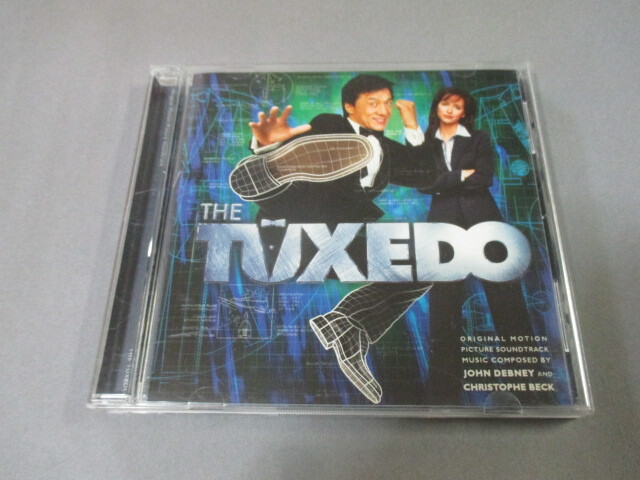 THE
TUXEDO
ORIGINAL MOTION
PICTURE SOUNDTRACK
MUSIC COMPOSED BY
JOHN DEBNEY AND
CHRISTOPHE BECK